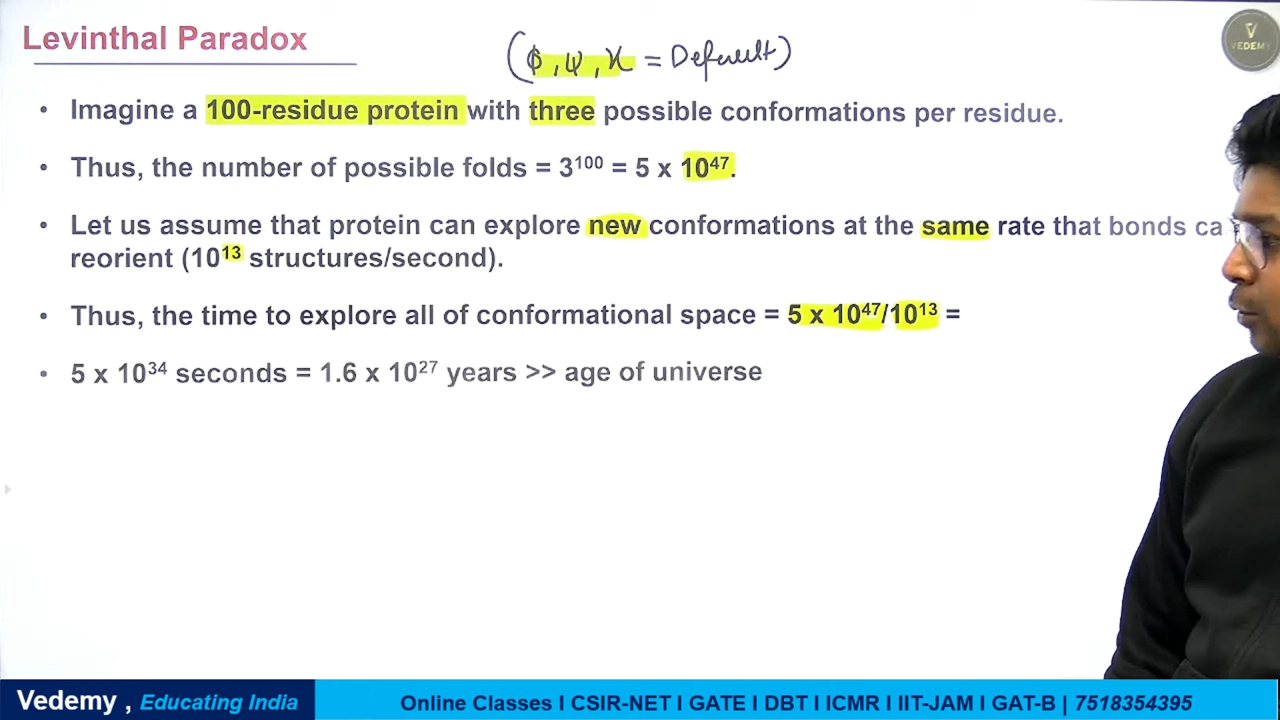 Levinthal Paradox
(ϕ, ψ, χ = Default)
V
VEDEMY
• Imagine a 100-residue protein with three possible conformations per residue.
• Thus, the number of possible folds = 3¹⁰⁰ = 5 x 10⁴⁷.
• Let us assume that protein can explore new conformations at the same rate that bonds ca
reorient (10¹³ structures/second).
• Thus, the time to explore all of conformational space = 5 x 10⁴⁷/10¹³ =
• 5 x 10³⁴ seconds = 1.6 x 10²⁷ years >> age of universe
Vedemy , Educating India
Online Classes I CSIR-NET I GATE I DBT I ICMR I IIT-JAM I GAT-B | 7518354395